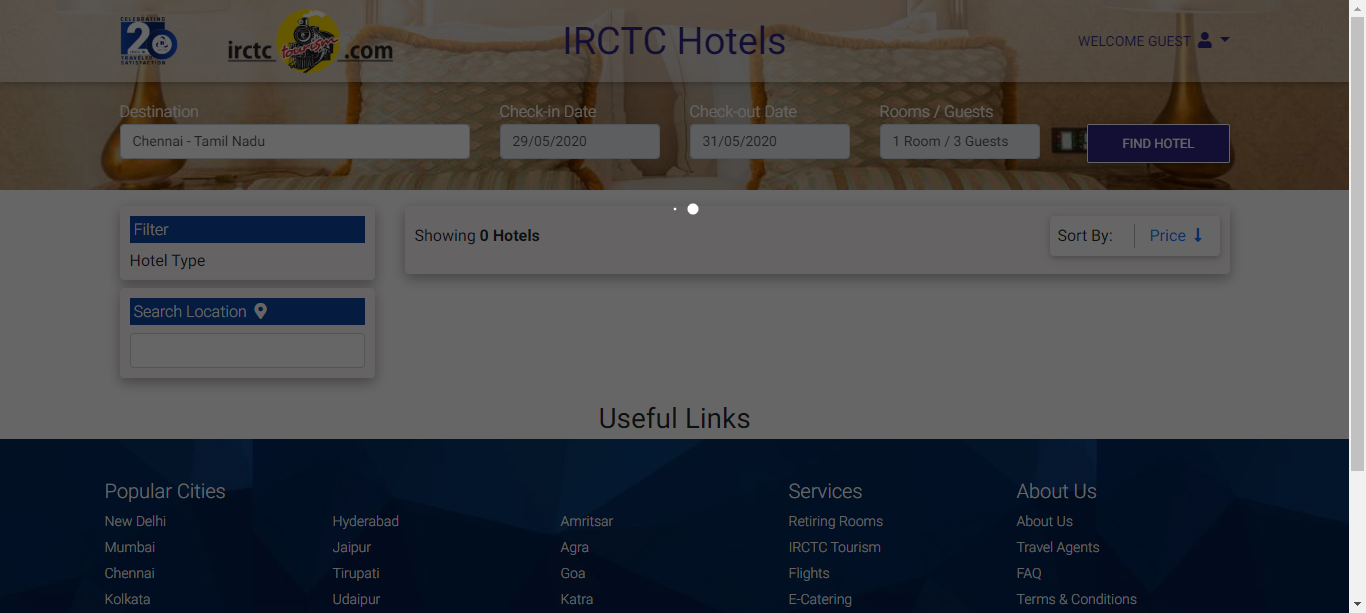 CELEBRATING
20
TRAVELER
SATISFACTION
irctc tourism .com
IRCTC Hotels
WELCOME GUEST
Destination
Check-in Date
Check-out Date
Rooms / Guests
Chennai - Tamil Nadu
29/05/2020
31/05/2020
1 Room / 3 Guests
FIND HOTEL
Filter
Hotel Type
Search Location
Showing 0 Hotels
Sort By:
Price
Useful Links
Popular Cities
New Delhi
Mumbai
Chennai
Kolkata
Hyderabad
Jaipur
Tirupati
Udaipur
Amritsar
Agra
Goa
Katra
Services
Retiring Rooms
IRCTC Tourism
Flights
E-Catering
About Us
About Us
Travel Agents
FAQ
Terms & Conditions